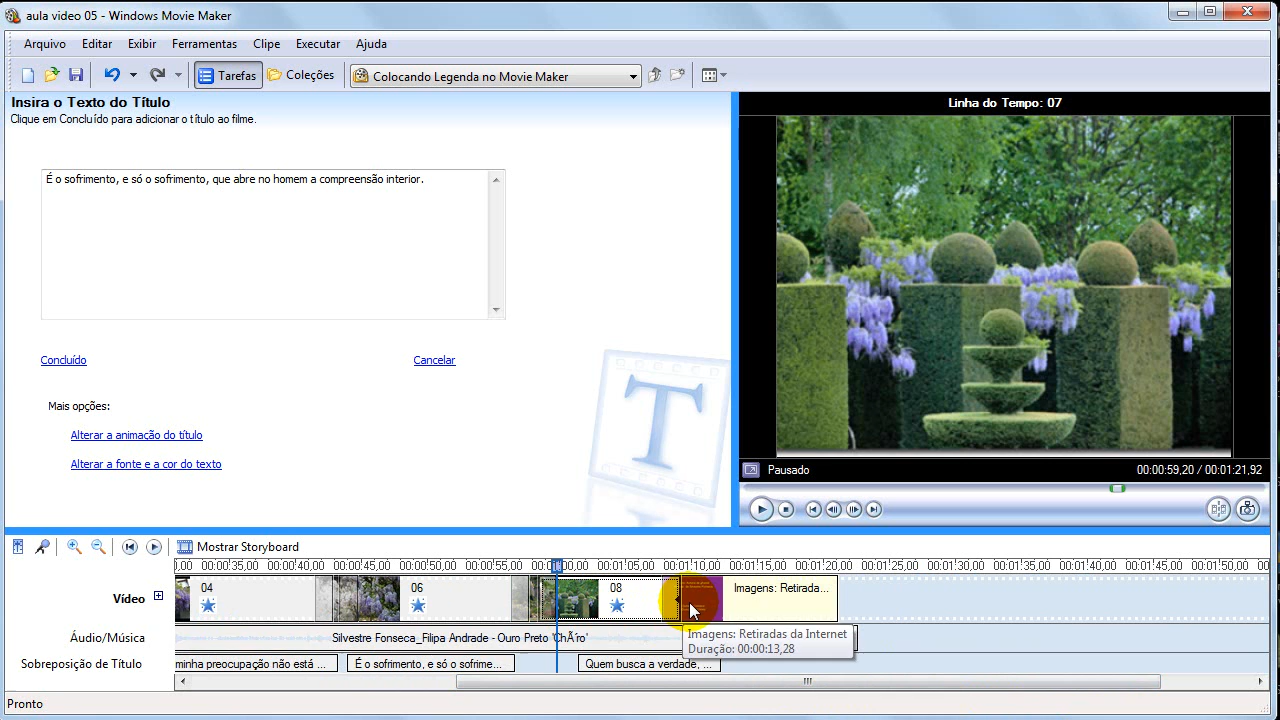 aula video 05 - Windows Movie Maker
Arquivo Editar Exibir Ferramentas Clipe Executar Ajuda
Tarefas Coleções Colocando Legenda no Movie Maker
Insira o Texto do Título
Clique em Concluído para adicionar o título ao filme.
É o sofrimento, e só o sofrimento, que abre no homem a compreensão interior.
Concluído Cancelar
Mais opções:
Alterar a animação do título
Alterar a fonte e a cor do texto
T
Linha do Tempo: 07
Pausado 00:00:59,20 / 00:01:21,92
Mostrar Storyboard
00:00:35,00 00:00:40,00 00:00:45,00 00:00:50,00 00:00:55,00 00:01:05,00 00:01:10,00 00:01:15,00 00:01:20,00 00:01:25,00 00:01:30,00 00:01:35,00 00:01:40,00 00:01:45,00 00:01:50,00
Vídeo 04 06 08 Imagens: Retirada...
Áudio/Música Silvestre Fonseca_Filipa Andrade - Ouro Preto 'ChÃ´ro'
Imagens: Retiradas da Internet
Duração: 00:00:13,28
Sobreposição de Título minha preocupação não está ... É o sofrimento, e só o sofrime... Quem busca a verdade, ...
Pronto